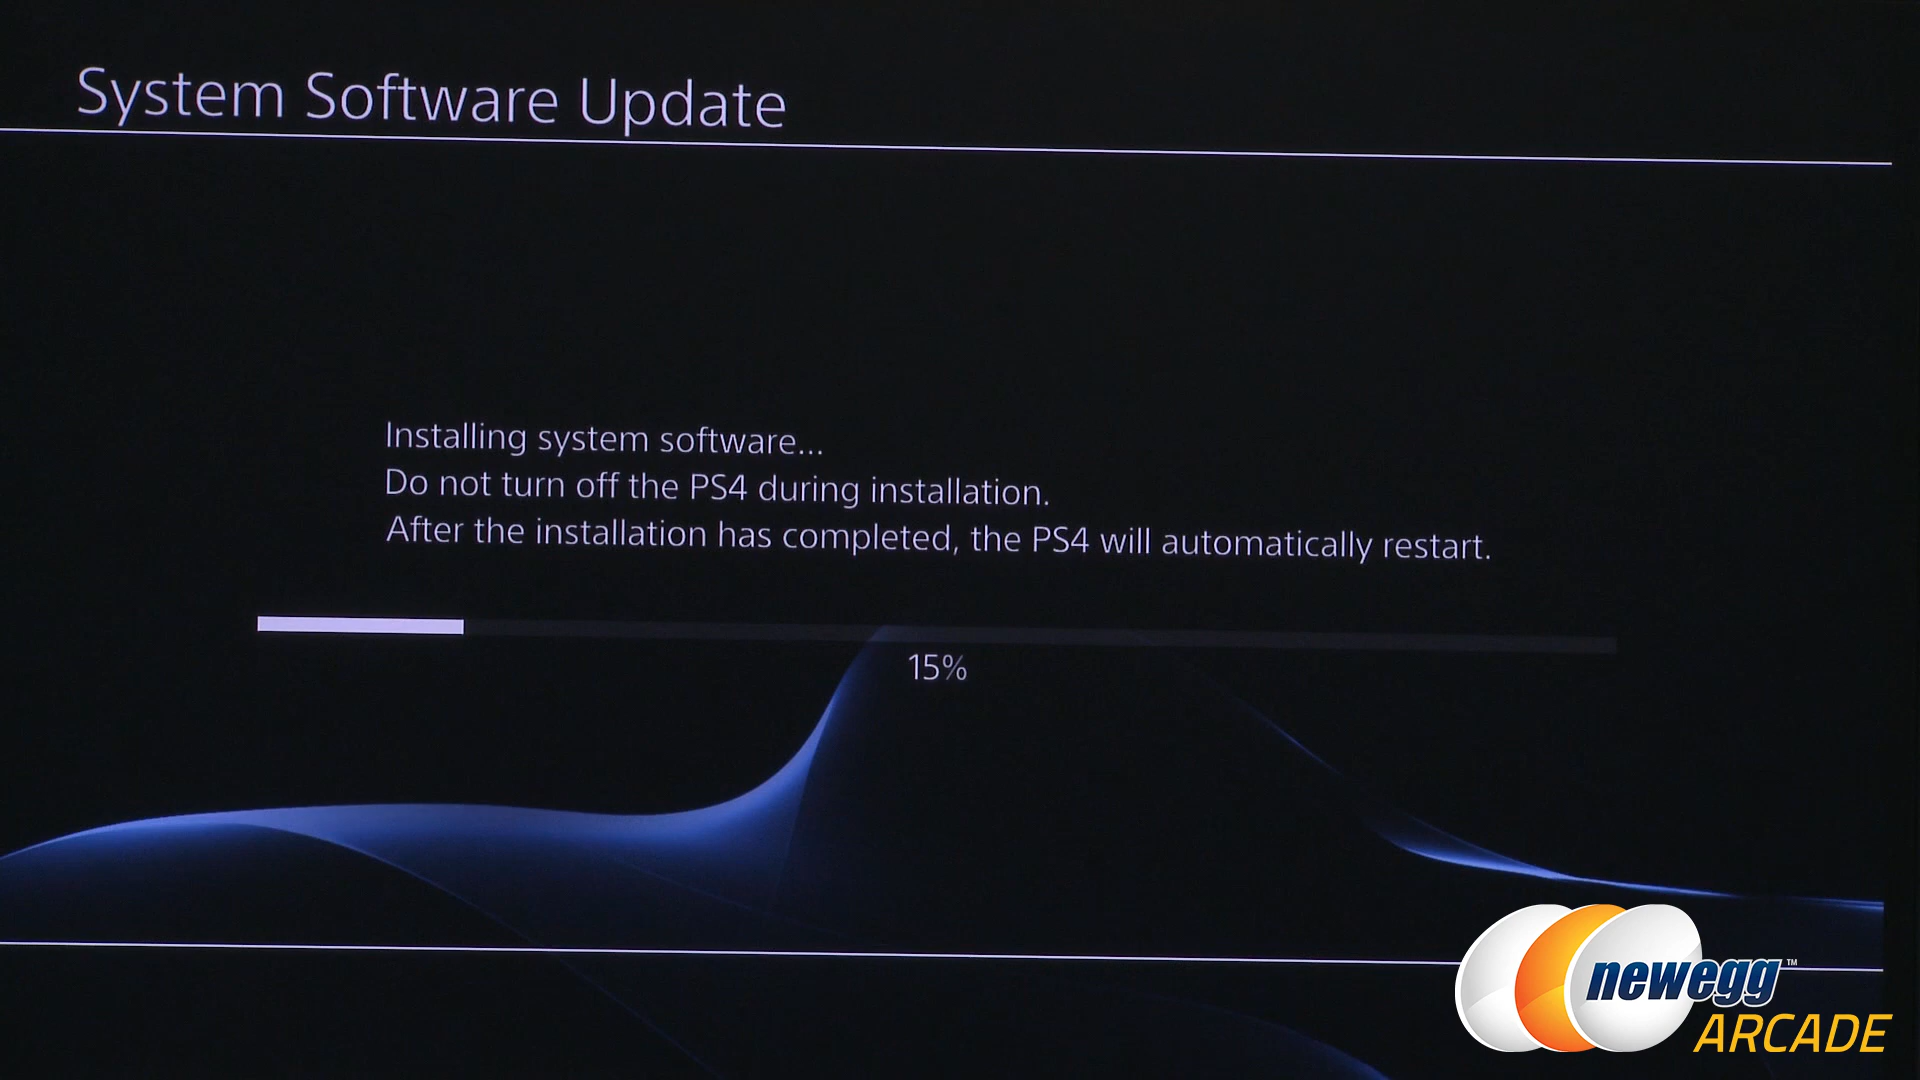 System Software Update
Installing system software...
Do not turn off the PS4 during installation.
After the installation has completed, the PS4 will automatically restart.
15%
newegg™
ARCADE